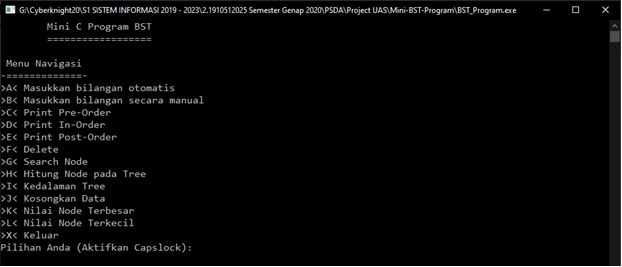 G:\Cyberknight20\S1 SISTEM INFORMASI 2019 - 2023\2.1910512025 Semester Genap 2020\PSDA\Project UAS\Mini-BST-Program\BST_Program.exe
Mini C Program BST
==================
Menu Navigasi
-=============-
>A< Masukkan bilangan otomatis
>B< Masukkan bilangan secara manual
>C< Print Pre-Order
>D< Print In-Order
>E< Print Post-Order
>F< Delete
>G< Search Node
>H< Hitung Node pada Tree
>I< Kedalaman Tree
>J< Kosongkan Data
>K< Nilai Node Terbesar
>L< Nilai Node Terkecil
>X< Keluar
Pilihan Anda (Aktifkan Capslock):